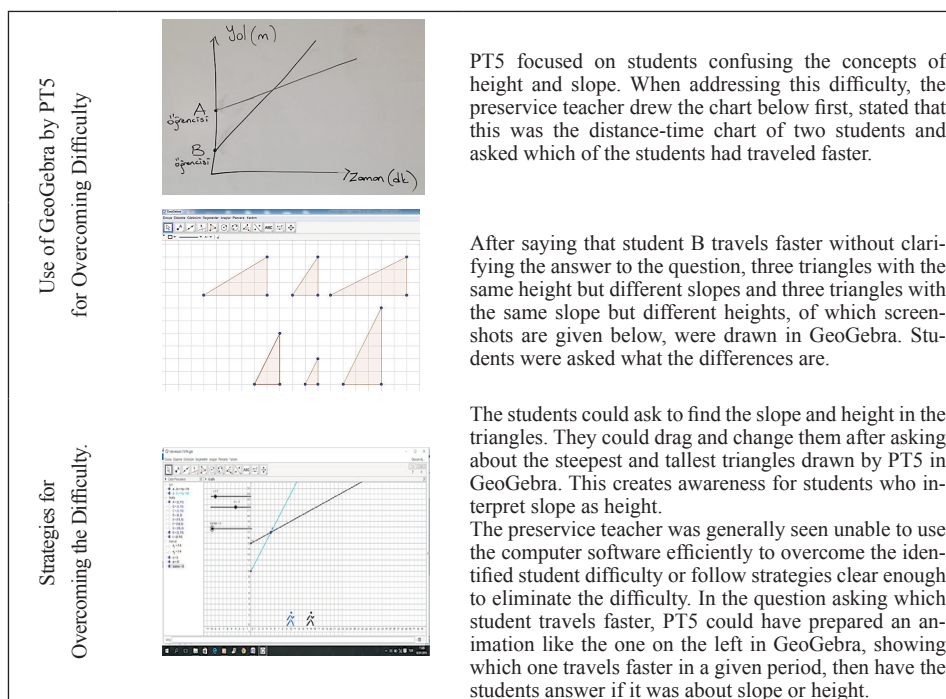 Use of GeoGebra by PT5
for Overcoming Difficulty
Yol (m)
A
öğrencisi
B
öğrencisi
Zaman (dk)
PT5 focused on students confusing the concepts of
height and slope. When addressing this difficulty, the
preservice teacher drew the chart below first, stated that
this was the distance-time chart of two students and
asked which of the students had traveled faster.
GeoGebra
ABC
After saying that student B travels faster without clari-
fying the answer to the question, three triangles with the
same height but different slopes and three triangles with
the same slope but different heights, of which screen-
shots are given below, were drawn in GeoGebra. Stu-
dents were asked what the differences are.
Strategies for
Overcoming the Difficulty.
The students could ask to find the slope and height in the
triangles. They could drag and change them after asking
about the steepest and tallest triangles drawn by PT5 in
GeoGebra. This creates awareness for students who in-
terpret slope as height.
The preservice teacher was generally seen unable to use
the computer software efficiently to overcome the iden-
tified student difficulty or follow strategies clear enough
to eliminate the difficulty. In the question asking which
student travels faster, PT5 could have prepared an an-
imation like the one on the left in GeoGebra, showing
which one travels faster in a given period, then have the
students answer if it was about slope or height.